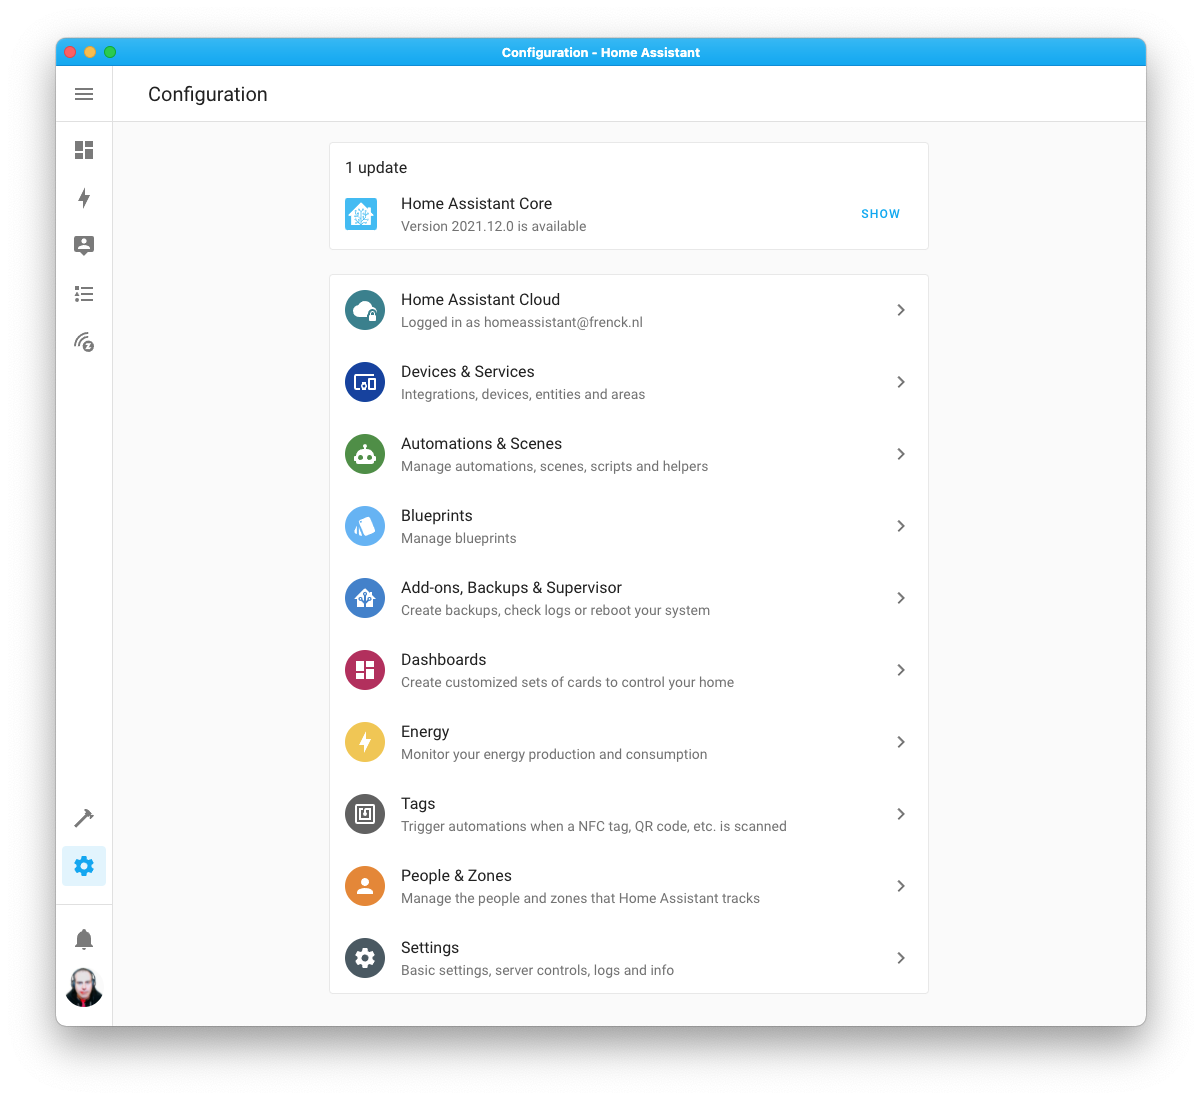 Configuration - Home Assistant
Configuration
1 update
Home Assistant Core
Version 2021.12.0 is available
SHOW
Home Assistant Cloud
Logged in as homeassistant@frenck.nl
Devices & Services
Integrations, devices, entities and areas
Automations & Scenes
Manage automations, scenes, scripts and helpers
Blueprints
Manage blueprints
Add-ons, Backups & Supervisor
Create backups, check logs or reboot your system
Dashboards
Create customized sets of cards to control your home
Energy
Monitor your energy production and consumption
Tags
Trigger automations when a NFC tag, QR code, etc. is scanned
People & Zones
Manage the people and zones that Home Assistant tracks
Settings
Basic settings, server controls, logs and info